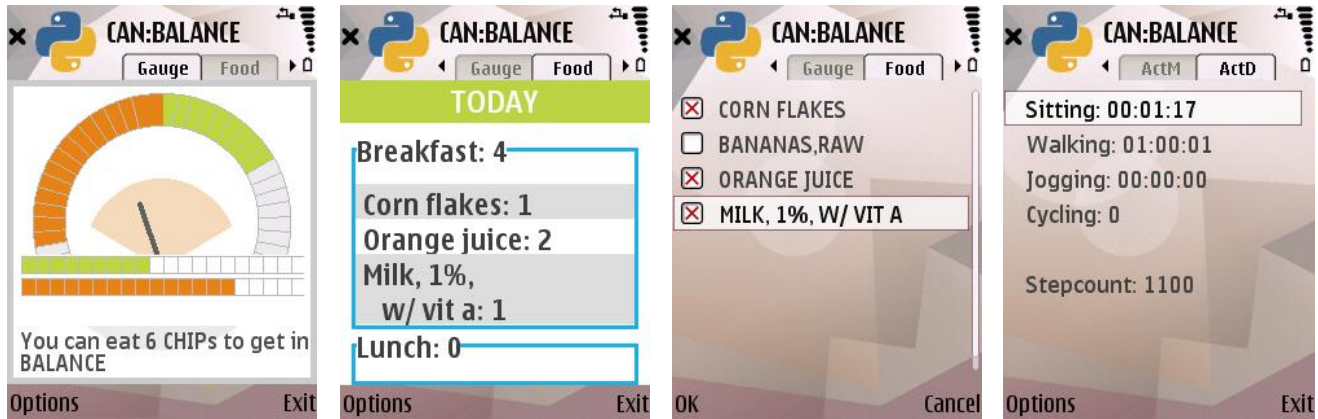 CAN:BALANCE
Gauge Food
You can eat 6 CHIPs to get in
BALANCE
Options Exit
CAN:BALANCE
Gauge Food
TODAY
Breakfast: 4
Corn flakes: 1
Orange juice: 2
Milk, 1%,
w/ vit a: 1
Lunch: 0
Options Exit
CAN:BALANCE
Gauge Food
CORN FLAKES
BANANAS,RAW
ORANGE JUICE
MILK, 1%, W/ VIT A
OK Cancel
CAN:BALANCE
ActM ActD
Sitting: 00:01:17
Walking: 01:00:01
Jogging: 00:00:00
Cycling: 0
Stepcount: 1100
Options Exit